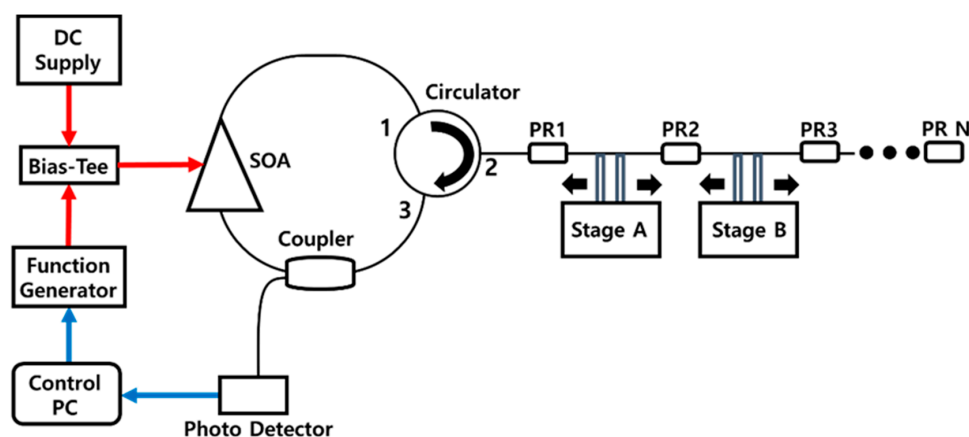 DC
Supply
Bias-Tee
Function
Generator
Control
PC
SOA
Coupler
Photo Detector
Circulator
1
2
3
PR1
PR2
PR3
PR N
Stage A
Stage B